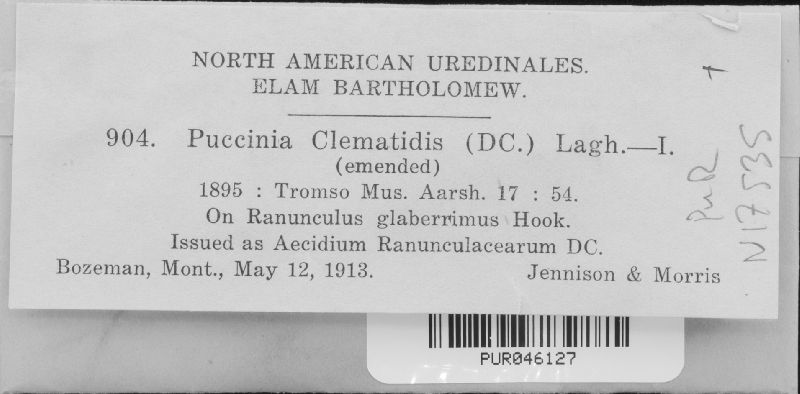 NORTH AMERICAN UREDINALES.
ELAM BARTHOLOMEW.
904. Puccinia Clematidis (DC.) Lagh.—I.
(emended)
1895 : Tromso Mus. Aarsh. 17 : 54.
On Ranunculus glaberrimus Hook.
Issued as Aecidium Ranunculacearum DC.
Bozeman, Mont., May 12, 1913. Jennison & Morris
PUR
N17535
PUR046127